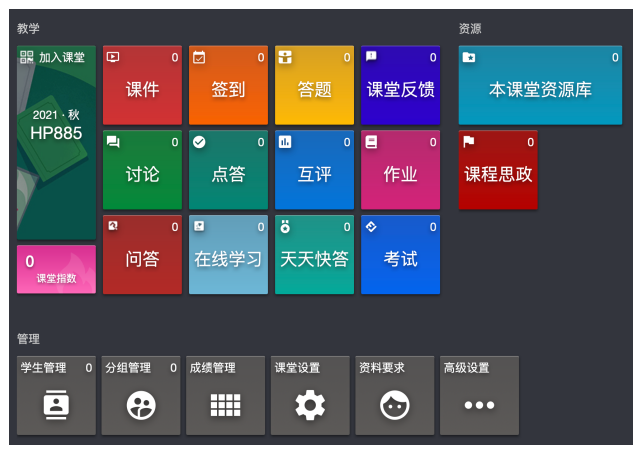 教学
资源
加入课堂
2021 · 秋
HP885
0
课堂指数
0
课件
0
签到
0
答题
0
课堂反馈
0
本课堂资源库
0
讨论
0
点答
0
互评
0
作业
0
课程思政
0
问答
0
在线学习
0
天天快答
0
考试
管理
学生管理 0
分组管理 0
成绩管理
课堂设置
资料要求
高级设置